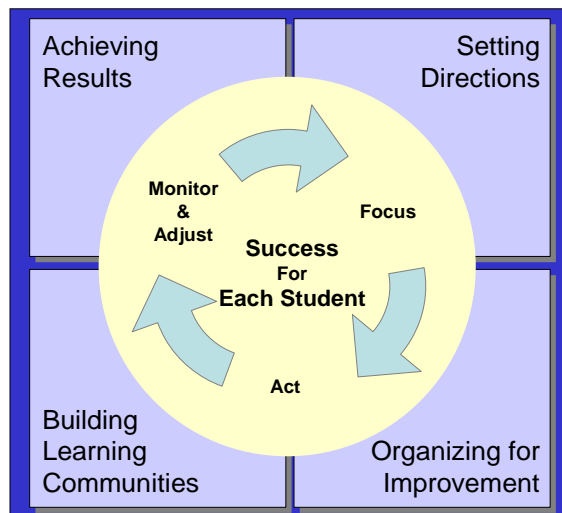 Achieving
Results
Setting
Directions
Monitor
&
Adjust
Focus
Success
For
Each Student
Act
Building
Learning
Communities
Organizing for
Improvement